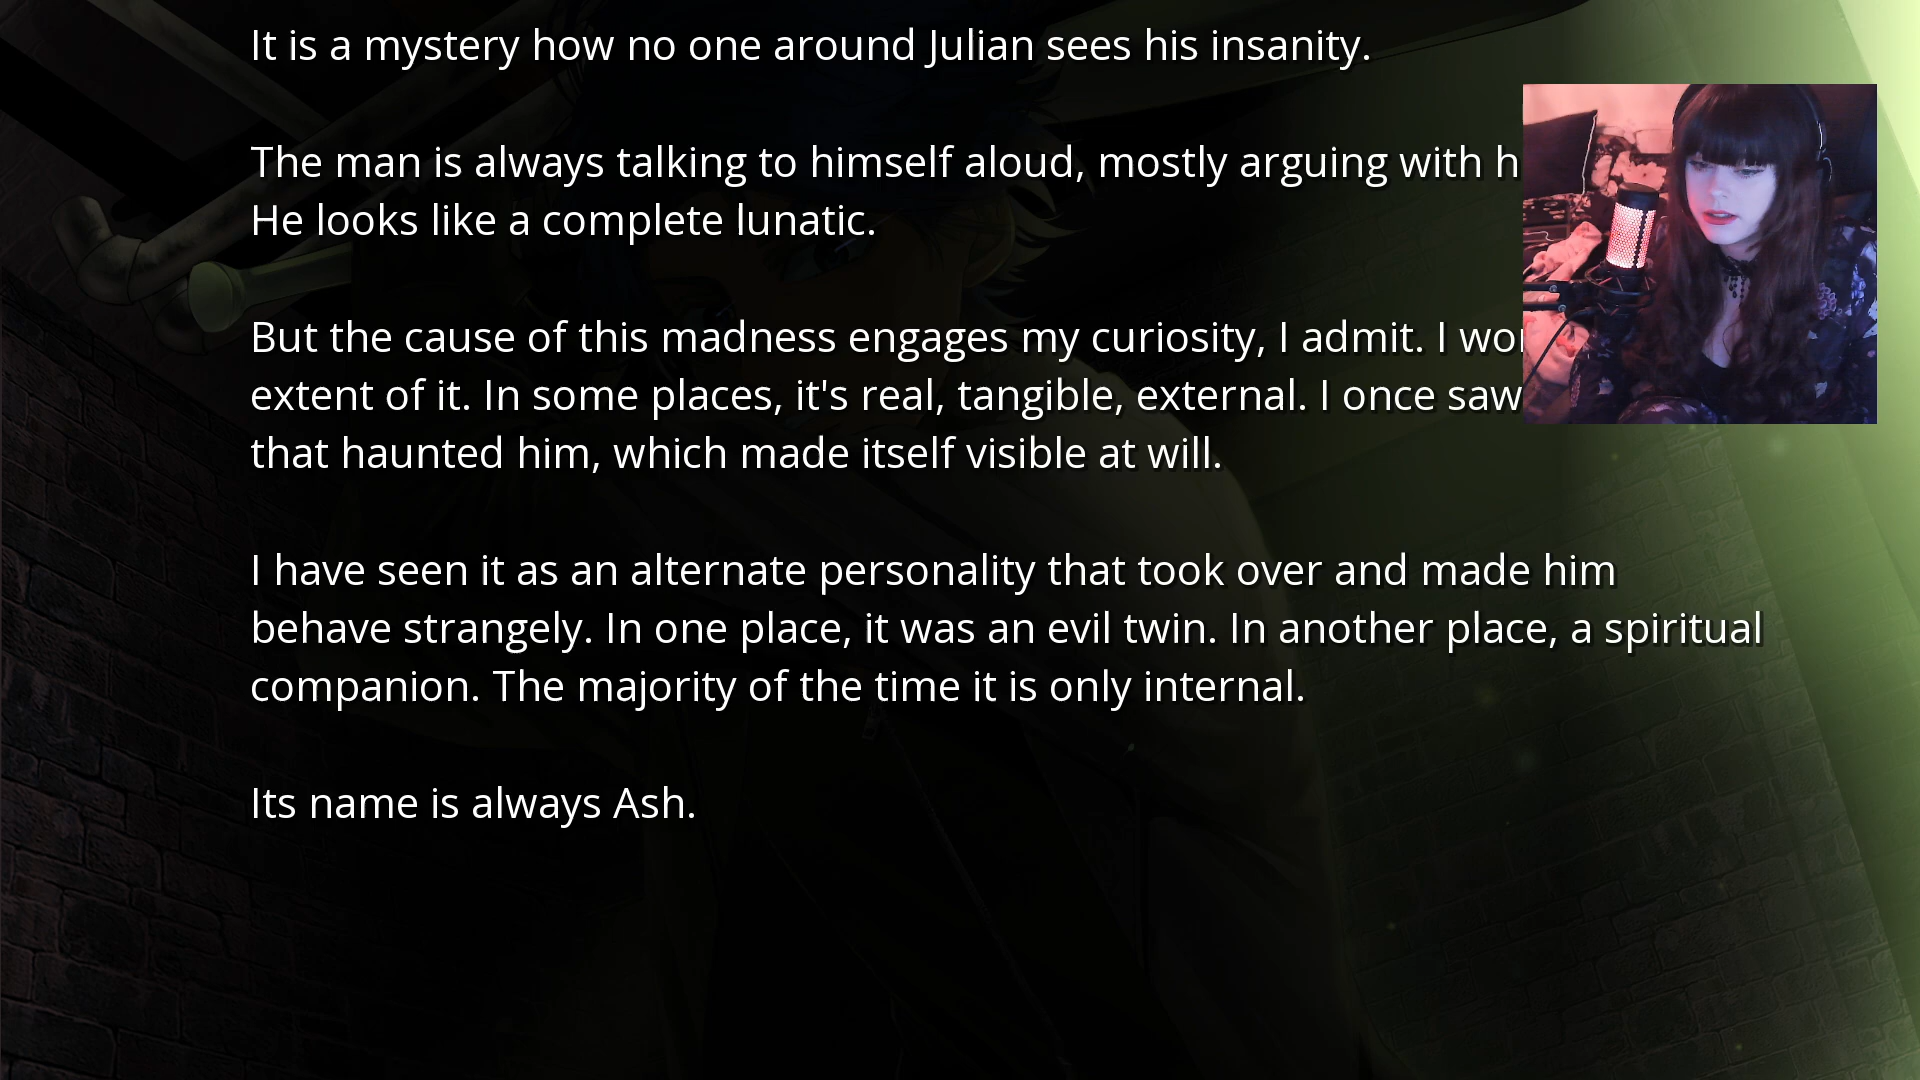 It is a mystery how no one around Julian sees his insanity.
The man is always talking to himself aloud, mostly arguing with
He looks like a complete lunatic.
But the cause of this madness engages my curiosity, I admit. I
extent of it. In some places, it's real, tangible, external. I once saw
that haunted him, which made itself visible at will.
I have seen it as an alternate personality that took over and made him
behave strangely. In one place, it was an evil twin. In another place, a spiritual
companion. The majority of the time it is only internal.
Its name is always Ash.